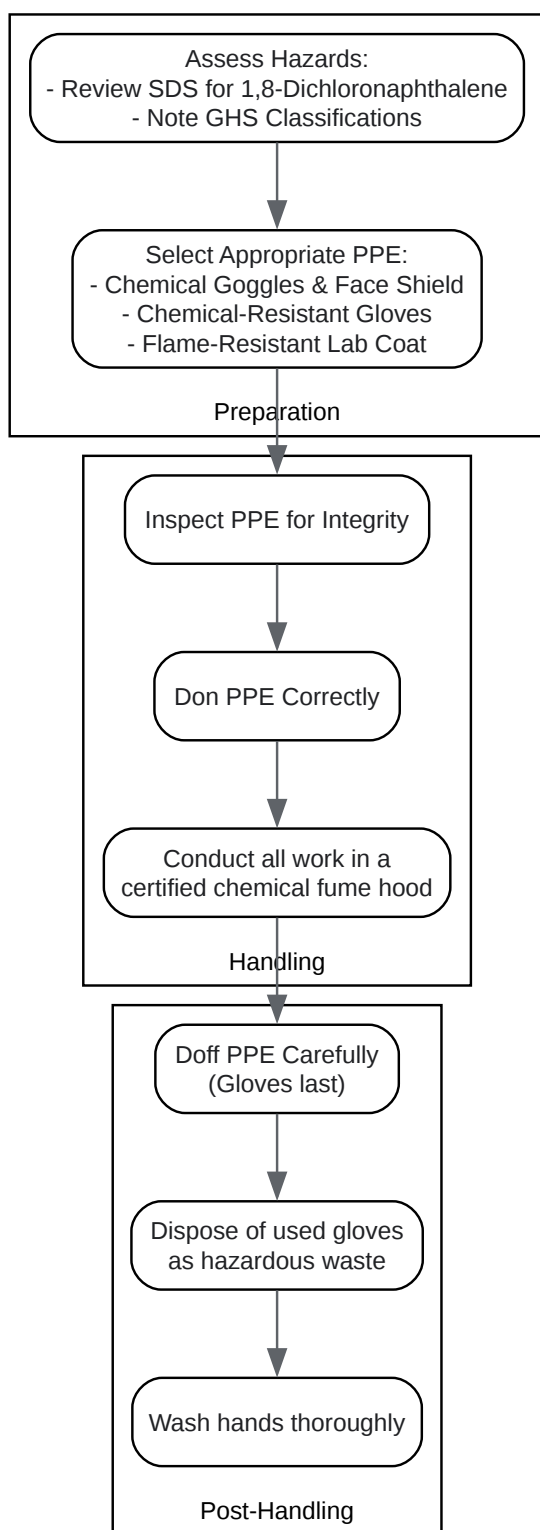 Assess Hazards:
- Review SDS for 1,8-Dichloronaphthalene
- Note GHS Classifications
Select Appropriate PPE:
- Chemical Goggles & Face Shield
- Chemical-Resistant Gloves
- Flame-Resistant Lab Coat
Preparation
Inspect PPE for Integrity
Don PPE Correctly
Conduct all work in a
certified chemical fume hood
Handling
Doff PPE Carefully
(Gloves last)
Dispose of used gloves
as hazardous waste
Wash hands thoroughly
Post-Handling